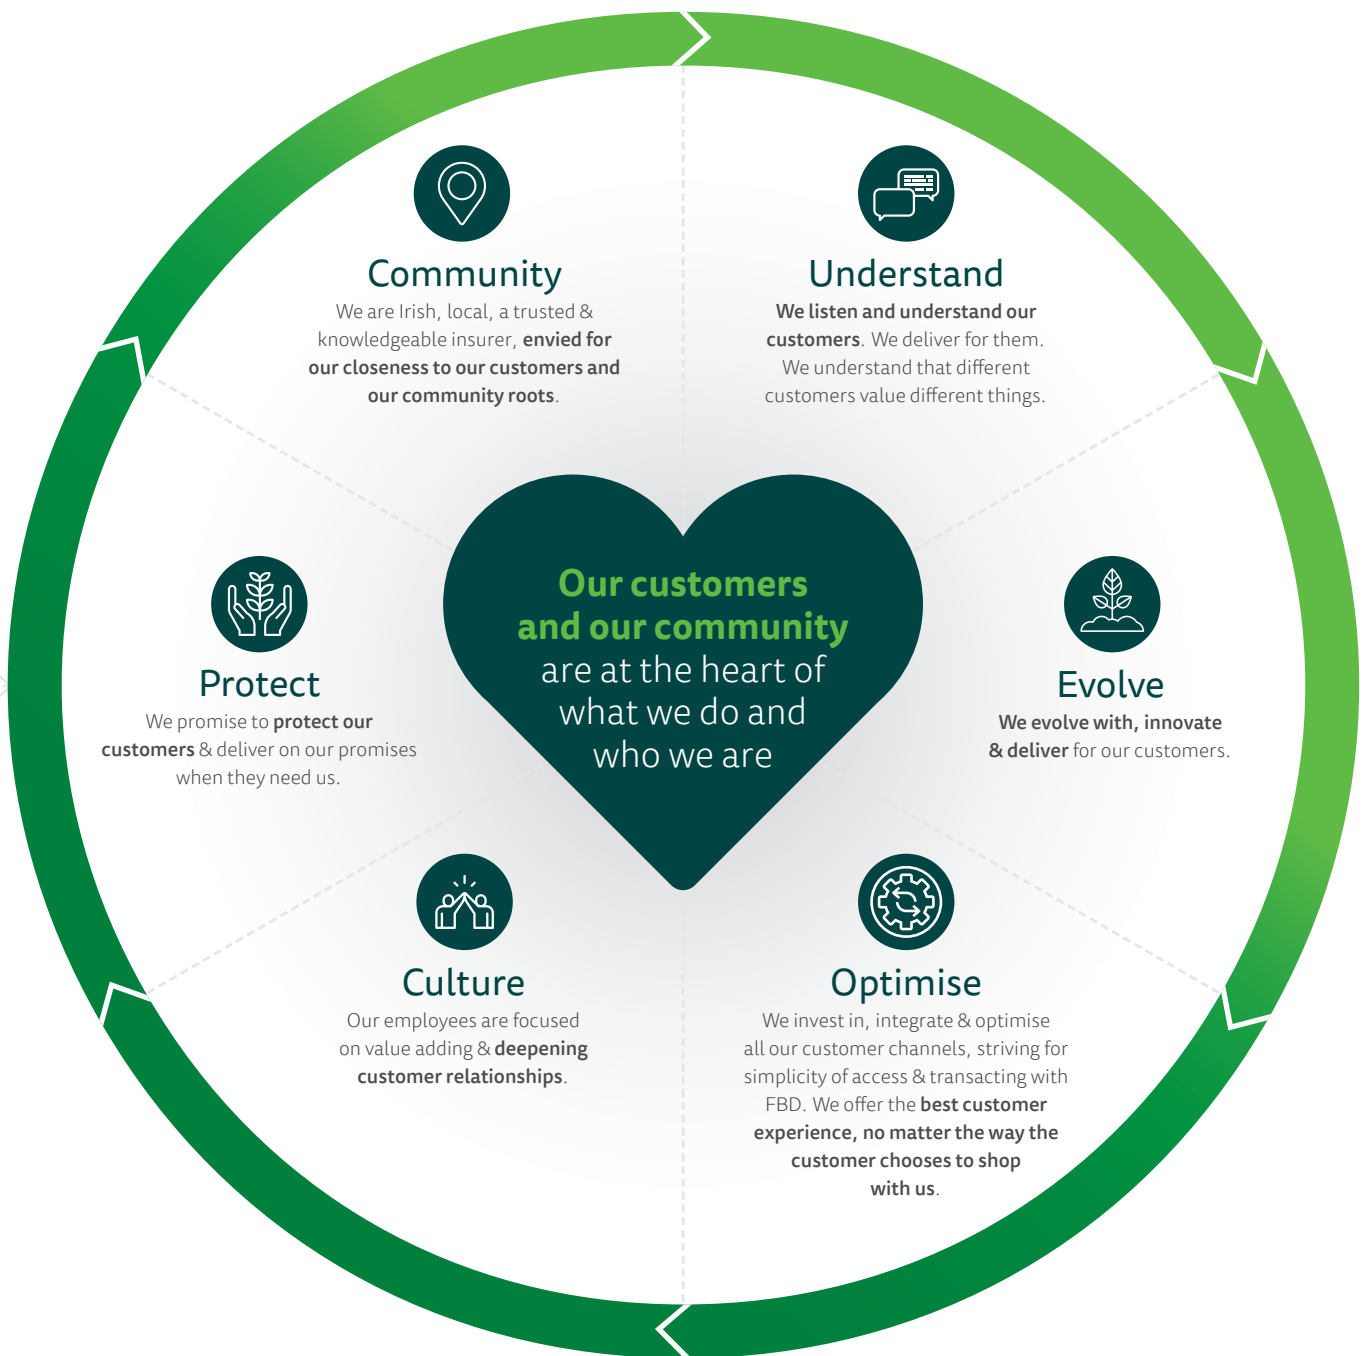 Community
We are Irish, local, a trusted &
knowledgeable insurer, envied for
our closeness to our customers and
our community roots.
Understand
We listen and understand our
customers. We deliver for them.
We understand that different
customers value different things.
Our customers
and our community
are at the heart of
what we do and
who we are
Protect
We promise to protect our
customers & deliver on our promises
when they need us.
Evolve
We evolve with, innovate
& deliver for our customers.
Culture
Our employees are focused
on value adding & deepening
customer relationships.
Optimise
We invest in, integrate & optimise
all our customer channels, striving for
simplicity of access & transacting with
FBD. We offer the best customer
experience, no matter the way the
customer chooses to shop
with us.